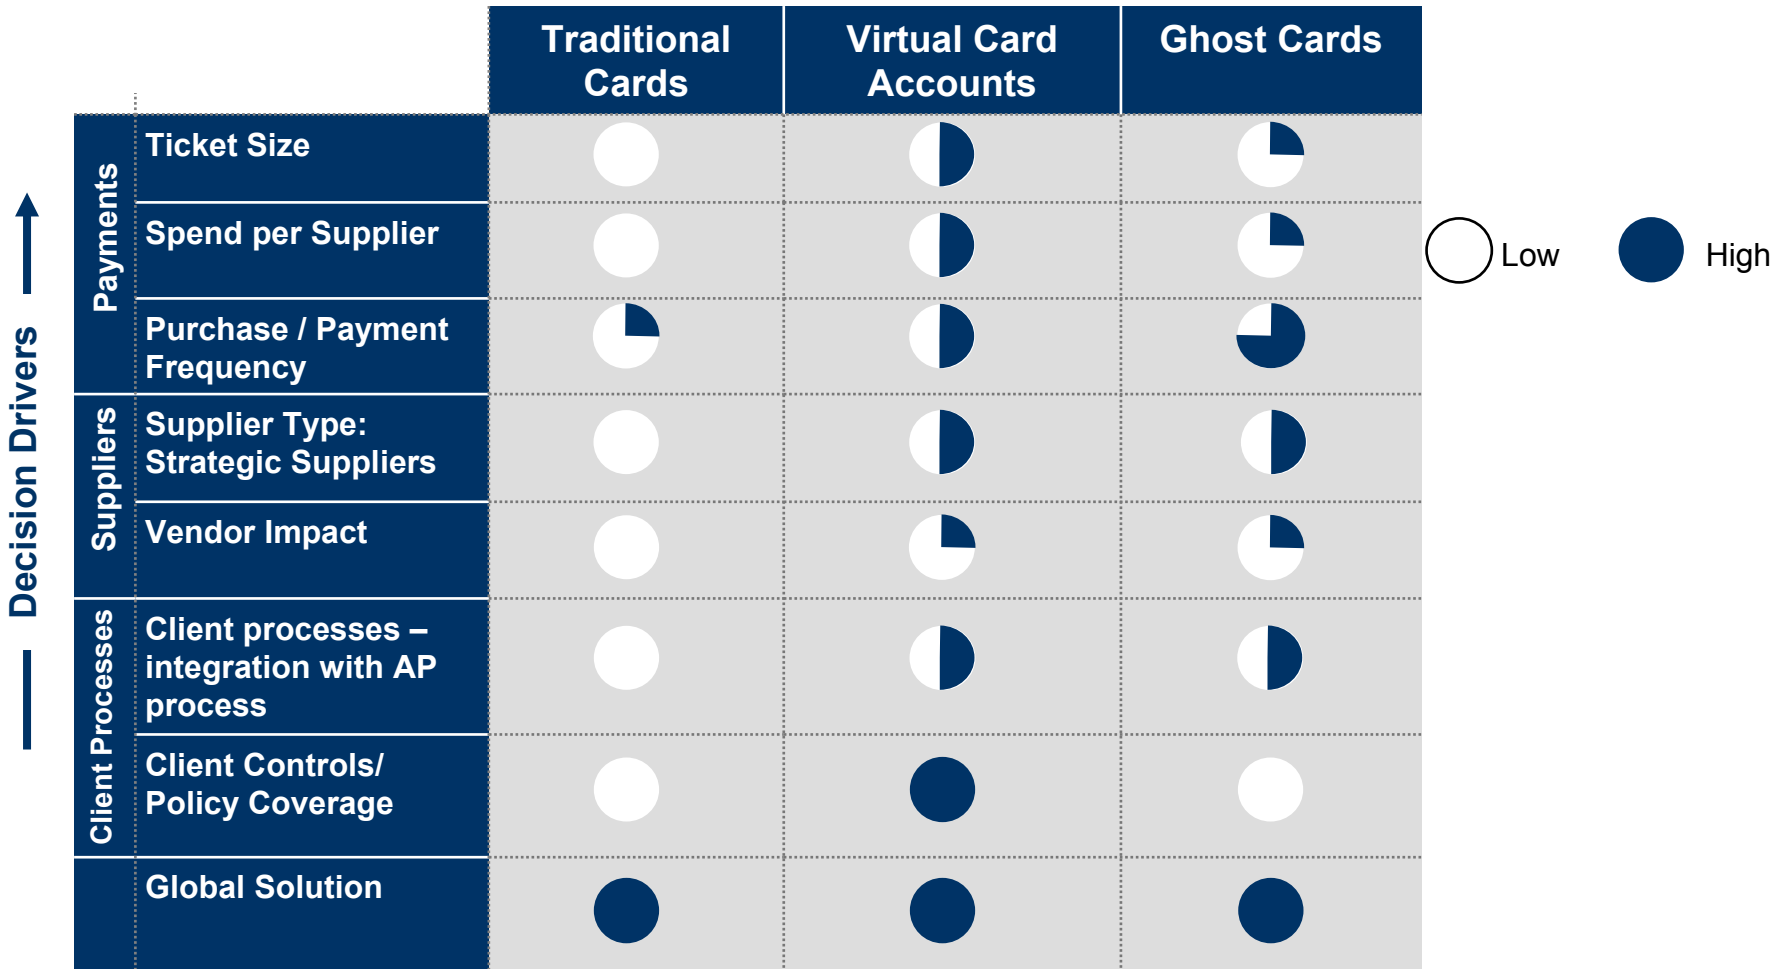 Traditional
Cards
Virtual Card
Accounts
Ghost Cards
Decision Drivers
Payments
Ticket Size
Spend per Supplier
Purchase / Payment
Frequency
Suppliers
Supplier Type:
Strategic Suppliers
Vendor Impact
Client Processes
Client processes –
integration with AP
process
Client Controls/
Policy Coverage
Global Solution
Low
High